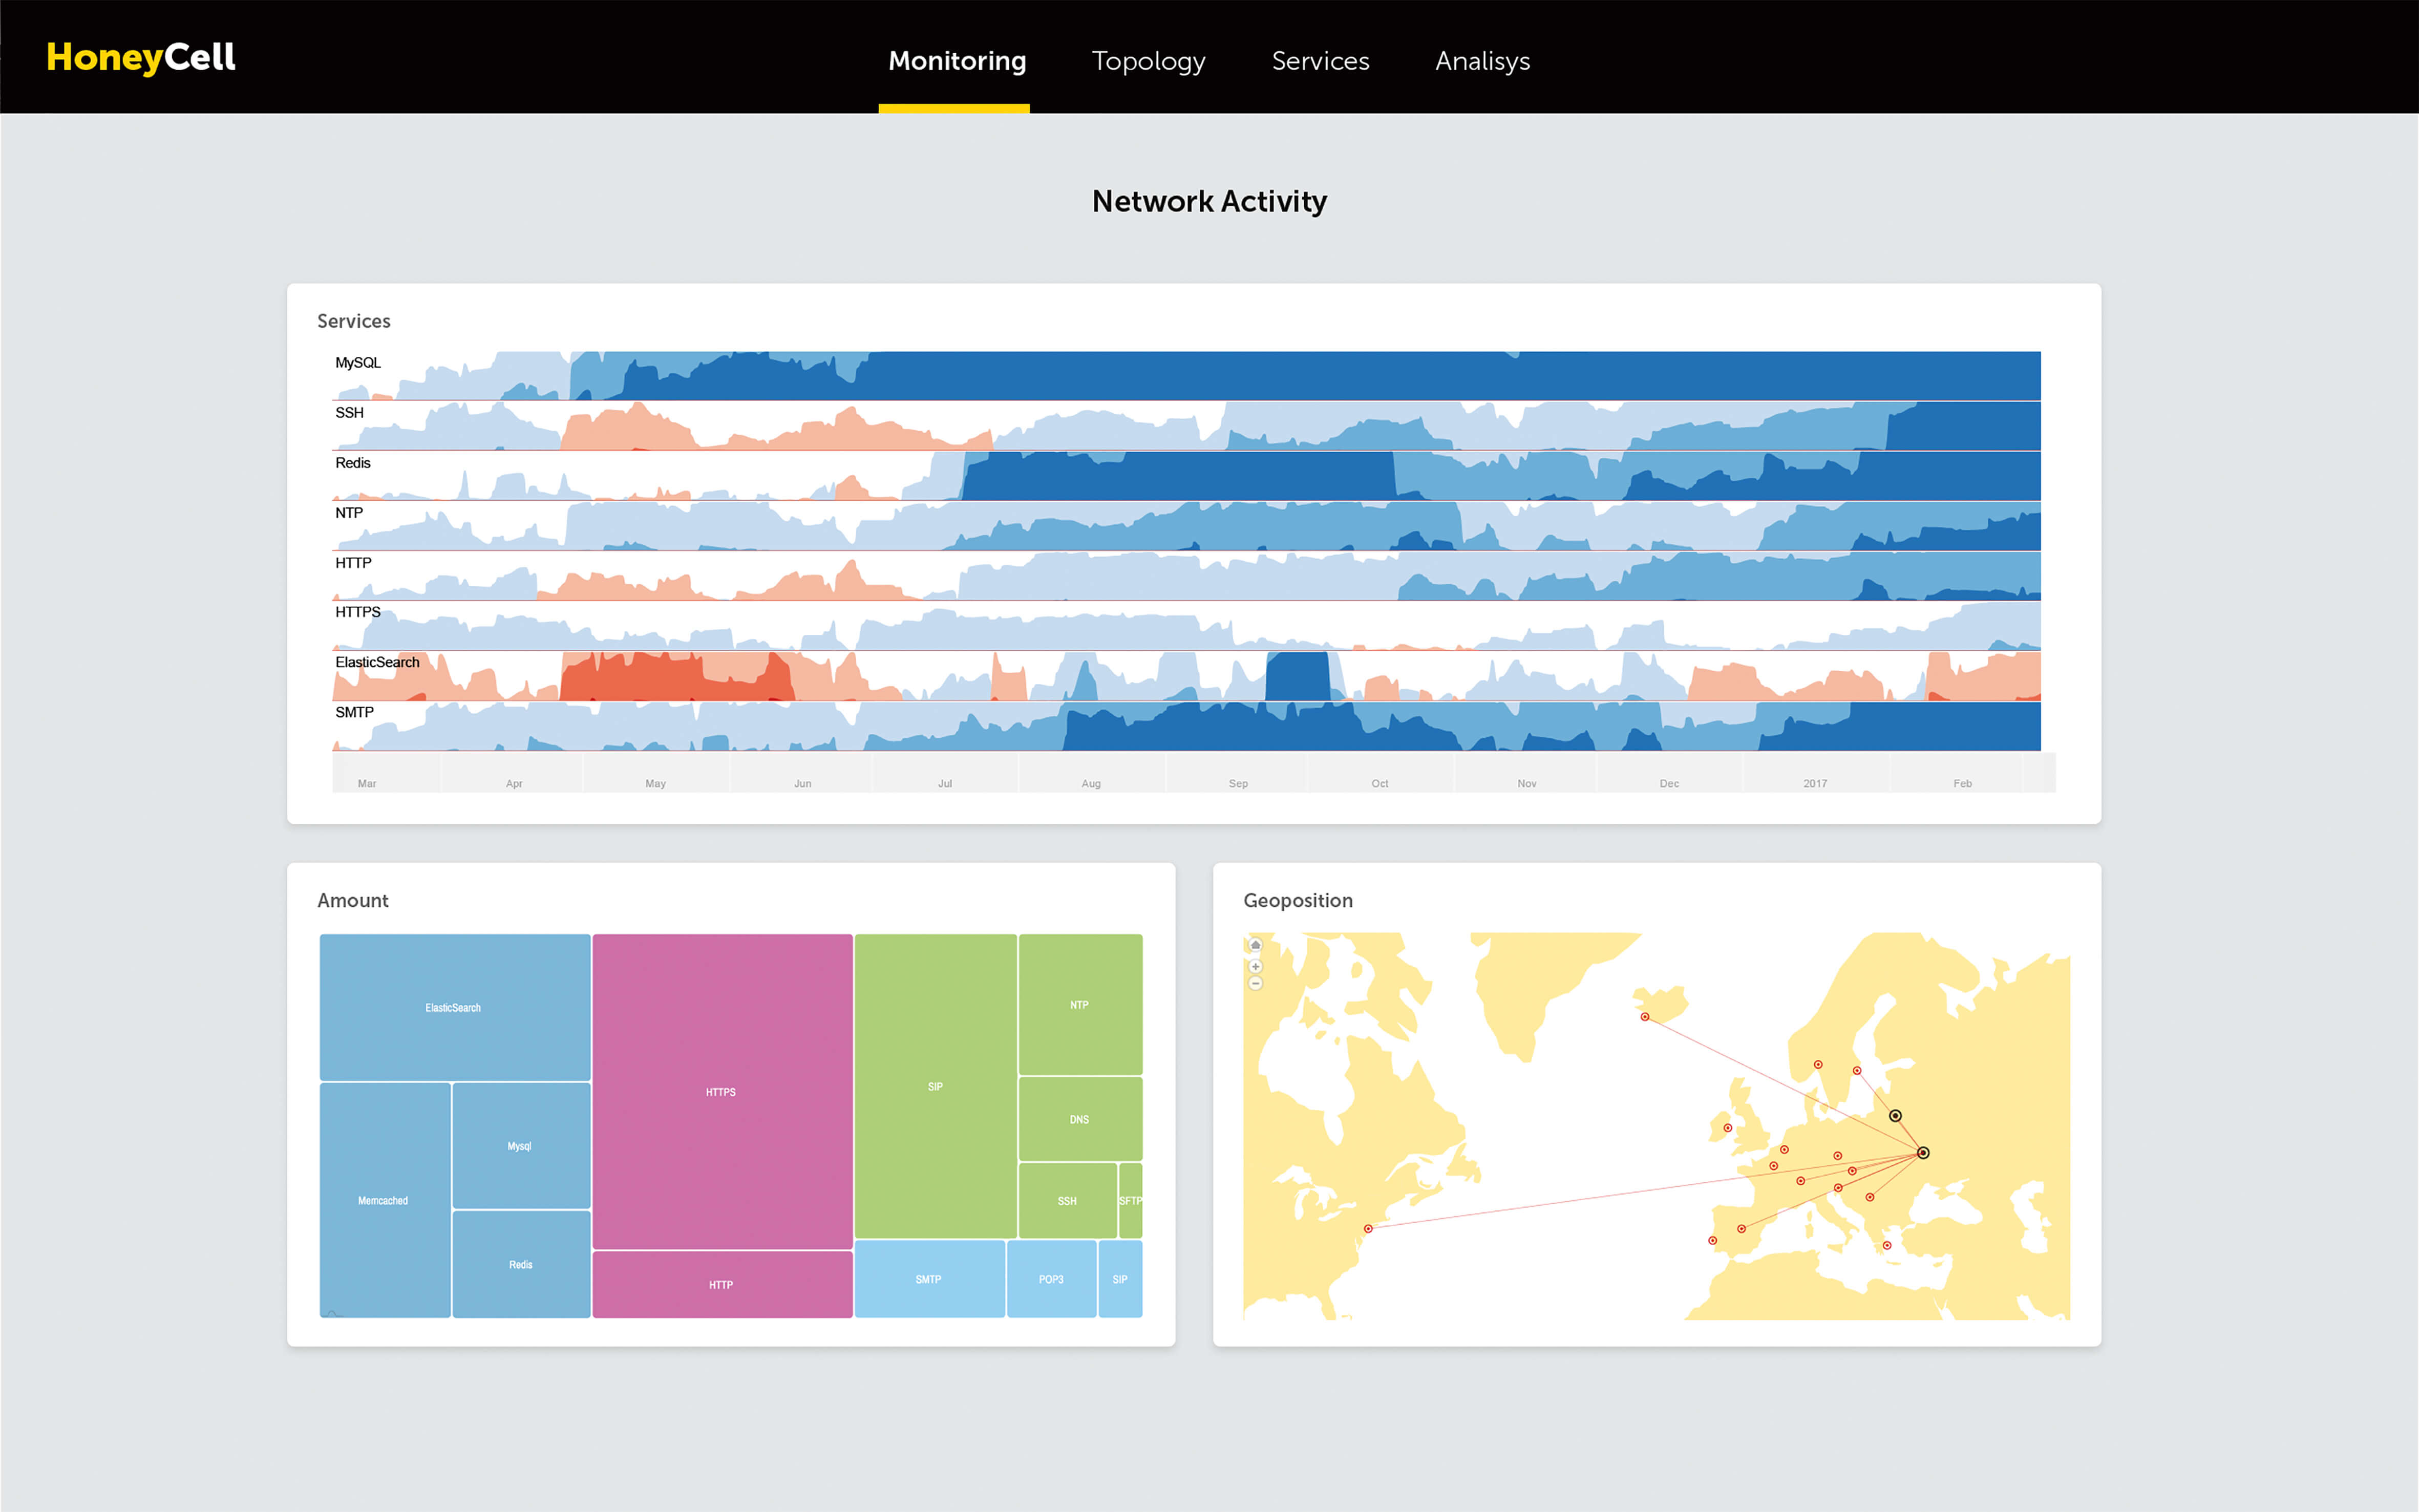 HoneyCell
Monitoring
Topology
Services
Analisys
Network Activity
Services
MySQL
SSH
Redis
NTP
HTTP
HTTPS
ElasticSearch
SMTP
Mar Apr May Jun Jul Aug Sep Oct Nov Dec 2017 Feb
Amount
ElasticSearch
Memcached
Mysql
Redis
HTTPS
HTTP
SIP
NTP
DNS
SSH
SFTP
SMTP
POP3
SIP
Geoposition